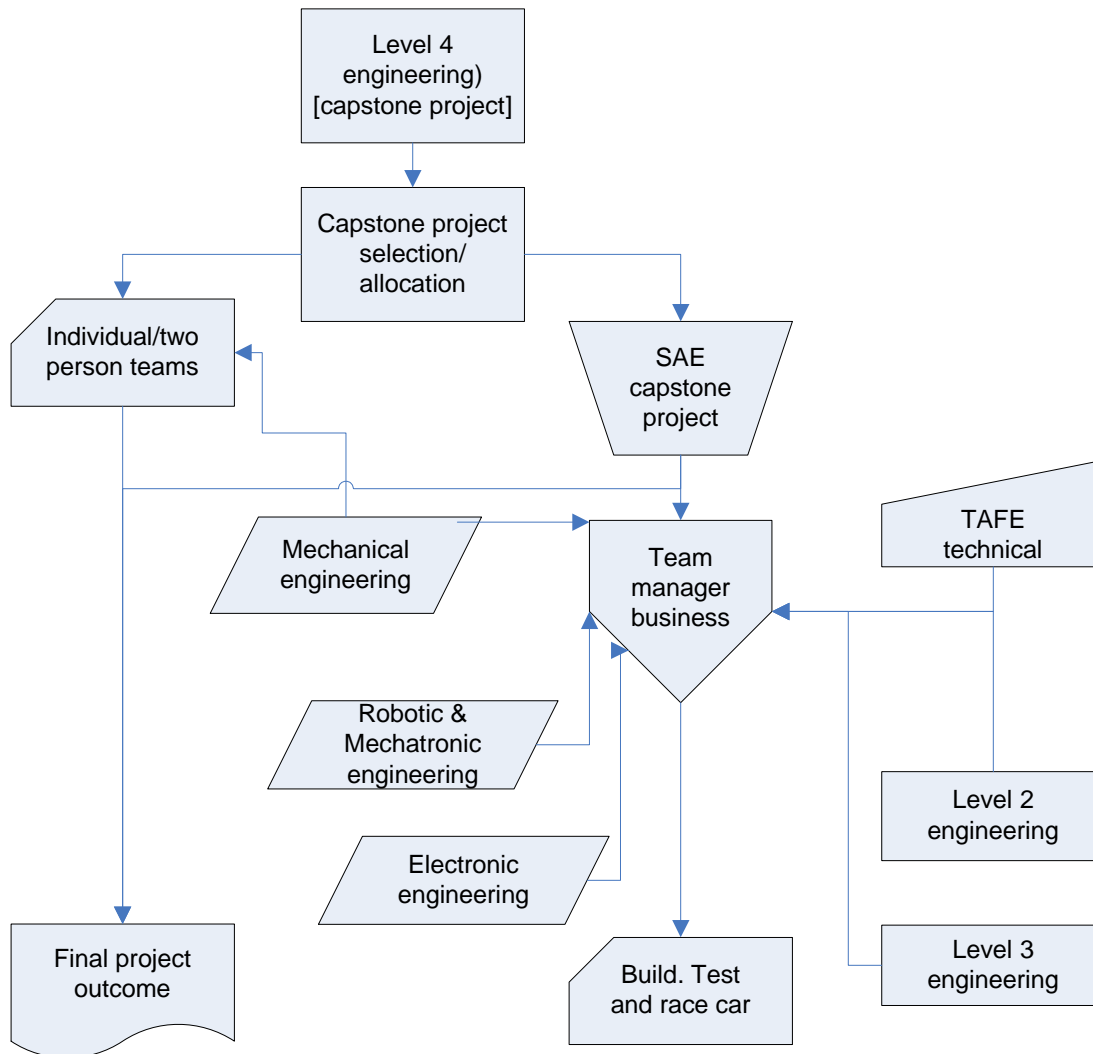 Level 4
engineering)
[capstone project]
Capstone project
selection/
allocation
Individual/two
person teams
SAE
capstone
project
TAFE
technical
Mechanical
engineering
Team
manager
business
Robotic &
Mechatronic
engineering
Level 2
engineering
Electronic
engineering
Final project
outcome
Build. Test
and race car
Level 3
engineering